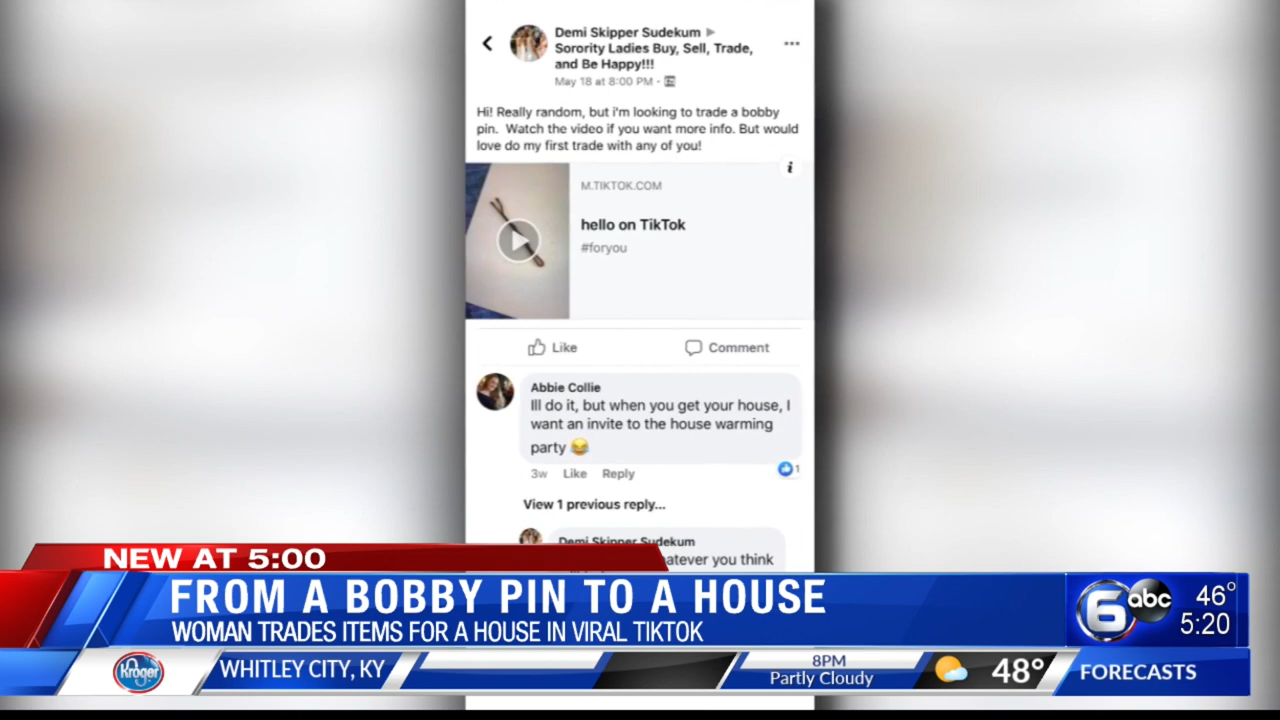 Demi Skipper Sudekum ▶
Sorority Ladies Buy, Sell, Trade,
and Be Happy!!!
May 18 at 8:00 PM ·
Hi! Really random, but i'm looking to trade a bobby
pin. Watch the video if you want more info. But would
love do my first trade with any of you!
i
M.TIKTOK.COM
hello on TikTok
#foryou
Like Comment
Abbie Collie
Ill do it, but when you get your house, I
want an invite to the house warming
party 😂
3w Like Reply 1
View 1 previous reply...
Demi Skipper Sudekum
atever you think
NEW AT 5:00
FROM A BOBBY PIN TO A HOUSE
WOMAN TRADES ITEMS FOR A HOUSE IN VIRAL TIKTOK
6 abc 46°
5:20
Kroger WHITLEY CITY, KY 8PM
Partly Cloudy 48° FORECASTS